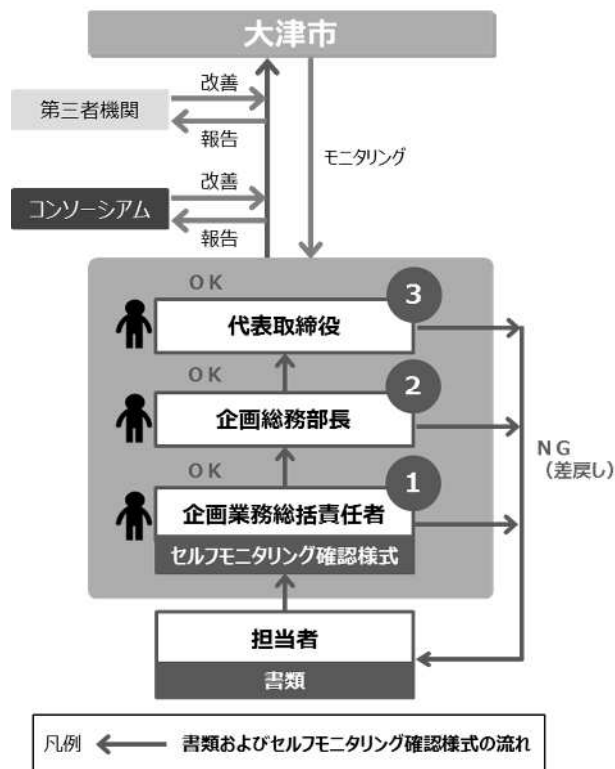 大津市
改善
第三者機関
報告
モニタリング
改善
コンソーシアム
報告
OK
3
代表取締役
OK
2
企画総務部長
NG
（差戻し）
OK
1
企画業務総括責任者
セルフモニタリング確認様式
担当者
書類
凡例
書類およびセルフモニタリング確認様式の流れ